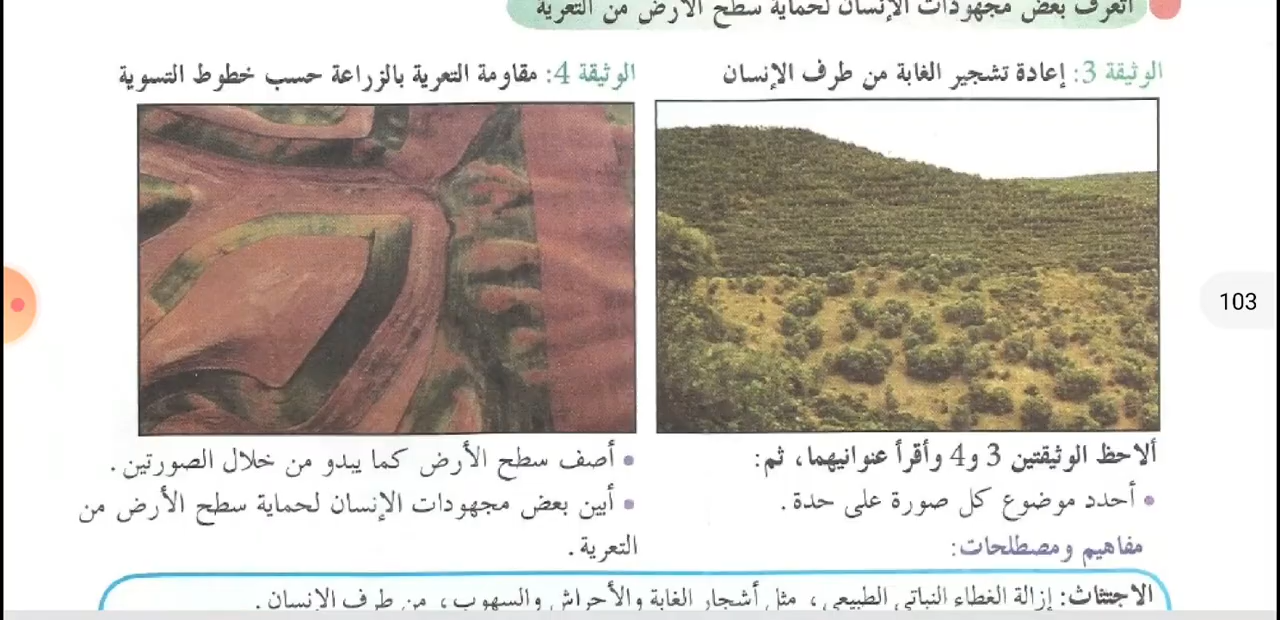 أتعرف بعض مجهودات الإنسان لحماية سطح الأرض من التعرية
الوثيقة 3: إعادة تشجير الغابة من طرف الإنسان
الوثيقة 4: مقاومة التعرية بالزراعة حسب خطوط التسوية
103
ألاحظ الوثيقتين 3 و4 وأقرأ عنوانيهما، ثم:
• أحدد موضوع كل صورة على حدة.
• أصف سطح الأرض كما يبدو من خلال الصورتين.
• أبين بعض مجهودات الإنسان لحماية سطح الأرض من
التعرية.
مفاهيم ومصطلحات:
الاجتثاث: إزالة الغطاء النباتي الطبيعي، مثل أشجار الغابة والأحراش والسهوب، من طرف الإنسان.